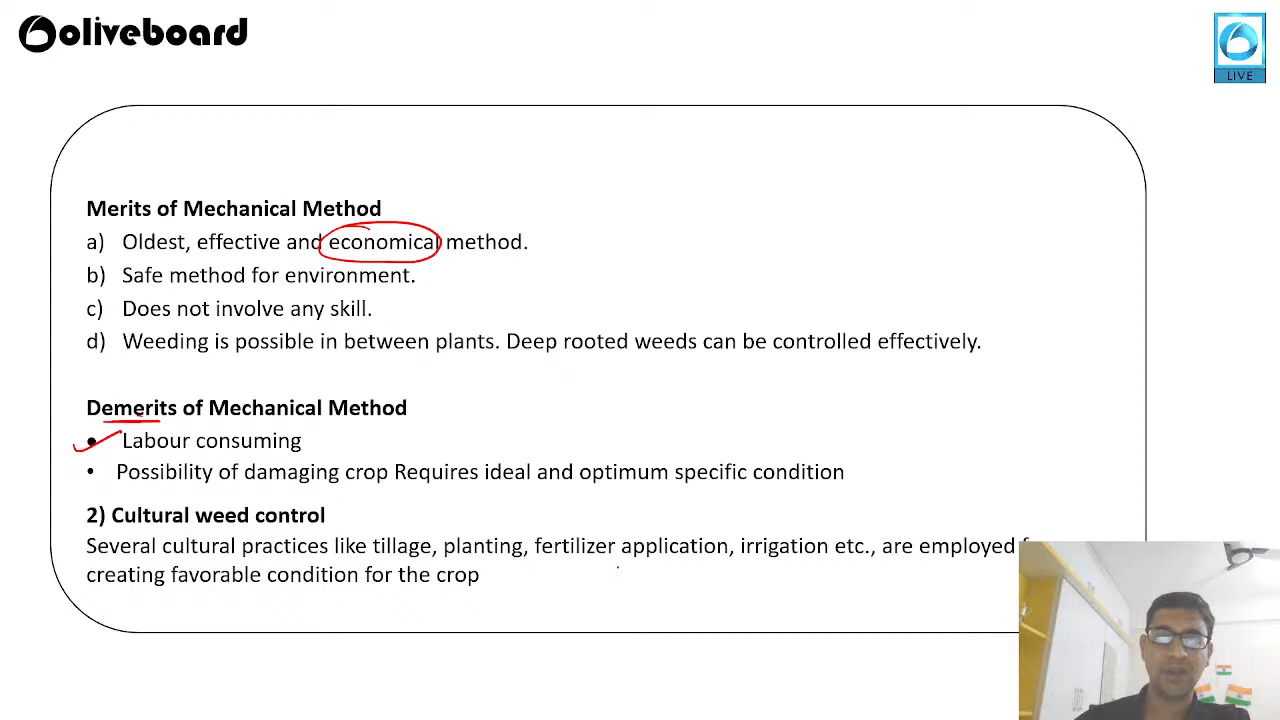 oliveboard
LIVE
Merits of Mechanical Method
a) Oldest, effective and economical method.
b) Safe method for environment.
c) Does not involve any skill.
d) Weeding is possible in between plants. Deep rooted weeds can be controlled effectively.
Demerits of Mechanical Method
• Labour consuming
• Possibility of damaging crop Requires ideal and optimum specific condition
2) Cultural weed control
Several cultural practices like tillage, planting, fertilizer application, irrigation etc., are employed
creating favorable condition for the crop